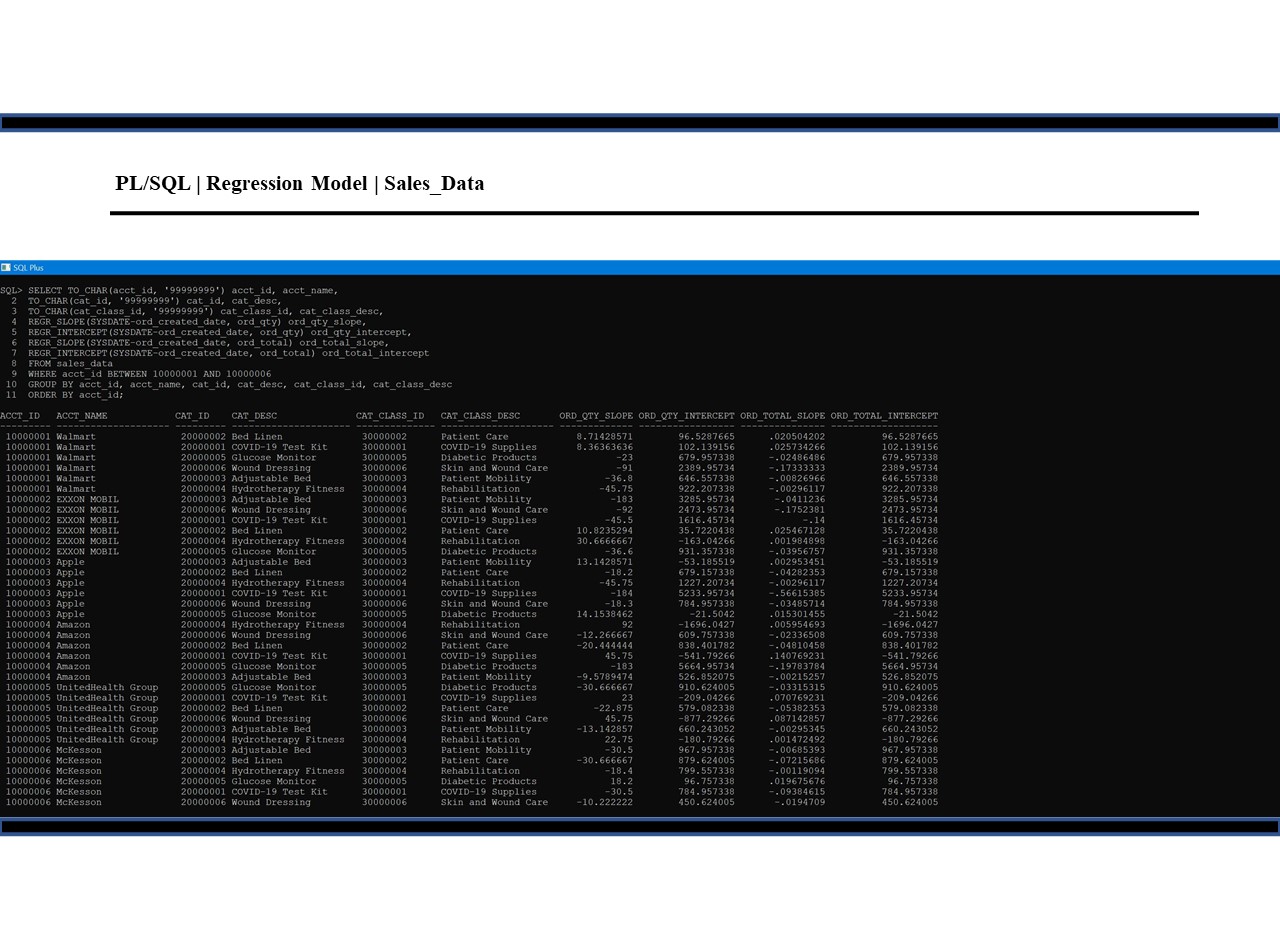 PL/SQL | Regression Model | Sales_Data
SQL Plus
SQL> SELECT TO_CHAR(acct_id, '99999999') acct_id, acct_name,
2 TO_CHAR(cat_id, '99999999') cat_id, cat_desc,
3 TO_CHAR(cat_class_id, '99999999') cat_class_id, cat_class_desc,
4 REGR_SLOPE(SYSDATE-ord_created_date, ord_qty) ord_qty_slope,
5 REGR_INTERCEPT(SYSDATE-ord_created_date, ord_qty) ord_qty_intercept,
6 REGR_SLOPE(SYSDATE-ord_created_date, ord_total) ord_total_slope,
7 REGR_INTERCEPT(SYSDATE-ord_created_date, ord_total) ord_total_intercept
8 FROM sales_data
9 WHERE acct_id BETWEEN 10000001 AND 10000006
10 GROUP BY acct_id, acct_name, cat_id, cat_desc, cat_class_id, cat_class_desc
11 ORDER BY acct_id;
ACCT_ID ACCT_NAME CAT_ID CAT_DESC CAT_CLASS_ID CAT_CLASS_DESC ORD_QTY_SLOPE ORD_QTY_INTERCEPT ORD_TOTAL_SLOPE ORD_TOTAL_INTERCEPT
10000001 Walmart 20000002 Bed Linen 30000002 Patient Care 8.71428571 96.5287665 .020504202 96.5287665
10000001 Walmart 20000001 COVID-19 Test Kit 30000001 COVID-19 Supplies 8.36363636 102.139156 .025734266 102.139156
10000001 Walmart 20000005 Glucose Monitor 30000005 Diabetic Products -23 679.957338 -.02486486 679.957338
10000001 Walmart 20000006 Wound Dressing 30000006 Skin and Wound Care -91 2389.95734 -.17333333 2389.95734
10000001 Walmart 20000003 Adjustable Bed 30000003 Patient Mobility -36.8 646.557338 -.00826966 646.557338
10000001 Walmart 20000004 Hydrotherapy Fitness 30000004 Rehabilitation -45.75 922.207338 -.00296117 922.207338
10000002 EXXON MOBIL 20000003 Adjustable Bed 30000003 Patient Mobility -183 3285.95734 -.0411236 3285.95734
10000002 EXXON MOBIL 20000006 Wound Dressing 30000006 Skin and Wound Care -92 2473.95734 -.1752381 2473.95734
10000002 EXXON MOBIL 20000001 COVID-19 Test Kit 30000001 COVID-19 Supplies -45.5 1616.45734 -.14 1616.45734
10000002 EXXON MOBIL 20000002 Bed Linen 30000002 Patient Care 10.8235294 35.7220438 .025467128 35.7220438
10000002 EXXON MOBIL 20000004 Hydrotherapy Fitness 30000004 Rehabilitation 30.6666667 -163.04266 .001984898 -163.04266
10000002 EXXON MOBIL 20000005 Glucose Monitor 30000005 Diabetic Products -36.6 931.357338 -.03956757 931.357338
10000003 Apple 20000003 Adjustable Bed 30000003 Patient Mobility 13.1428571 -53.185519 .002953451 -53.185519
10000003 Apple 20000002 Bed Linen 30000002 Patient Care -18.2 679.157338 -.04282353 679.157338
10000003 Apple 20000004 Hydrotherapy Fitness 30000004 Rehabilitation -45.75 1227.20734 -.00296117 1227.20734
10000003 Apple 20000001 COVID-19 Test Kit 30000001 COVID-19 Supplies -184 5233.95734 -.56615385 5233.95734
10000003 Apple 20000006 Wound Dressing 30000006 Skin and Wound Care -18.3 784.957338 -.03485714 784.957338
10000003 Apple 20000005 Glucose Monitor 30000005 Diabetic Products 14.1538462 -21.5042 .015301455 -21.5042
10000004 Amazon 20000004 Hydrotherapy Fitness 30000004 Rehabilitation 92 -1696.0427 .005954693 -1696.0427
10000004 Amazon 20000006 Wound Dressing 30000006 Skin and Wound Care -12.266667 609.757338 -.02336508 609.757338
10000004 Amazon 20000002 Bed Linen 30000002 Patient Care -20.444444 838.401782 -.04810458 838.401782
10000004 Amazon 20000001 COVID-19 Test Kit 30000001 COVID-19 Supplies 45.75 -541.79266 .140769231 -541.79266
10000004 Amazon 20000005 Glucose Monitor 30000005 Diabetic Products -183 5664.95734 -.19783784 5664.95734
10000004 Amazon 20000003 Adjustable Bed 30000003 Patient Mobility -9.5789474 526.852075 -.00215257 526.852075
10000005 UnitedHealth Group 20000005 Glucose Monitor 30000005 Diabetic Products -30.666667 910.624005 -.03315315 910.624005
10000005 UnitedHealth Group 20000001 COVID-19 Test Kit 30000001 COVID-19 Supplies 23 -209.04266 .070769231 -209.04266
10000005 UnitedHealth Group 20000002 Bed Linen 30000002 Patient Care -22.875 579.082338 -.05382353 579.082338
10000005 UnitedHealth Group 20000006 Wound Dressing 30000006 Skin and Wound Care 45.75 -877.29266 .087142857 -877.29266
10000005 UnitedHealth Group 20000003 Adjustable Bed 30000003 Patient Mobility -13.142857 660.243052 -.00295345 660.243052
10000005 UnitedHealth Group 20000004 Hydrotherapy Fitness 30000004 Rehabilitation 22.75 -180.79266 .001472492 -180.79266
10000006 McKesson 20000003 Adjustable Bed 30000003 Patient Mobility -30.5 967.957338 -.00685393 967.957338
10000006 McKesson 20000002 Bed Linen 30000002 Patient Care -30.666667 879.624005 -.07215686 879.624005
10000006 McKesson 20000004 Hydrotherapy Fitness 30000004 Rehabilitation -18.4 799.557338 -.00119094 799.557338
10000006 McKesson 20000005 Glucose Monitor 30000005 Diabetic Products 18.2 96.757338 .019675676 96.757338
10000006 McKesson 20000001 COVID-19 Test Kit 30000001 COVID-19 Supplies -30.5 784.957338 -.09384615 784.957338
10000006 McKesson 20000006 Wound Dressing 30000006 Skin and Wound Care -10.222222 450.624005 -.0194709 450.624005